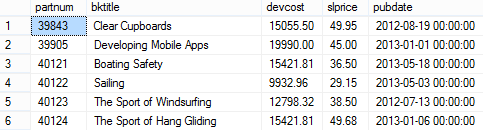 partnum bktitle devcost slprice pubdate
1 39843 Clear Cupboards 15055.50 49.95 2012-08-19 00:00:00
2 39905 Developing Mobile Apps 19990.00 45.00 2013-01-01 00:00:00
3 40121 Boating Safety 15421.81 36.50 2013-05-18 00:00:00
4 40122 Sailing 9932.96 29.15 2013-05-03 00:00:00
5 40123 The Sport of Windsurfing 12798.32 38.50 2012-07-13 00:00:00
6 40124 The Sport of Hang Gliding 15421.81 49.68 2013-01-06 00:00:00